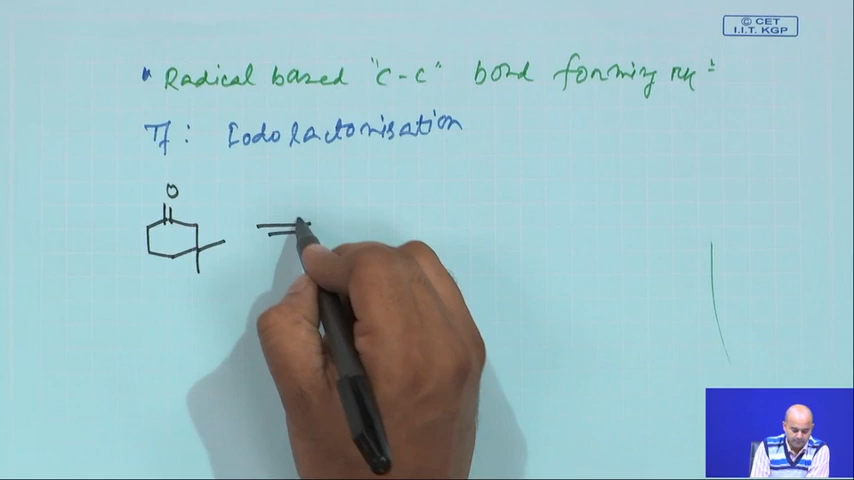 © CET
I.I.T. KGP
Radical based "C-C" bond forming rxn:
Tf: Iodolactonisation
O